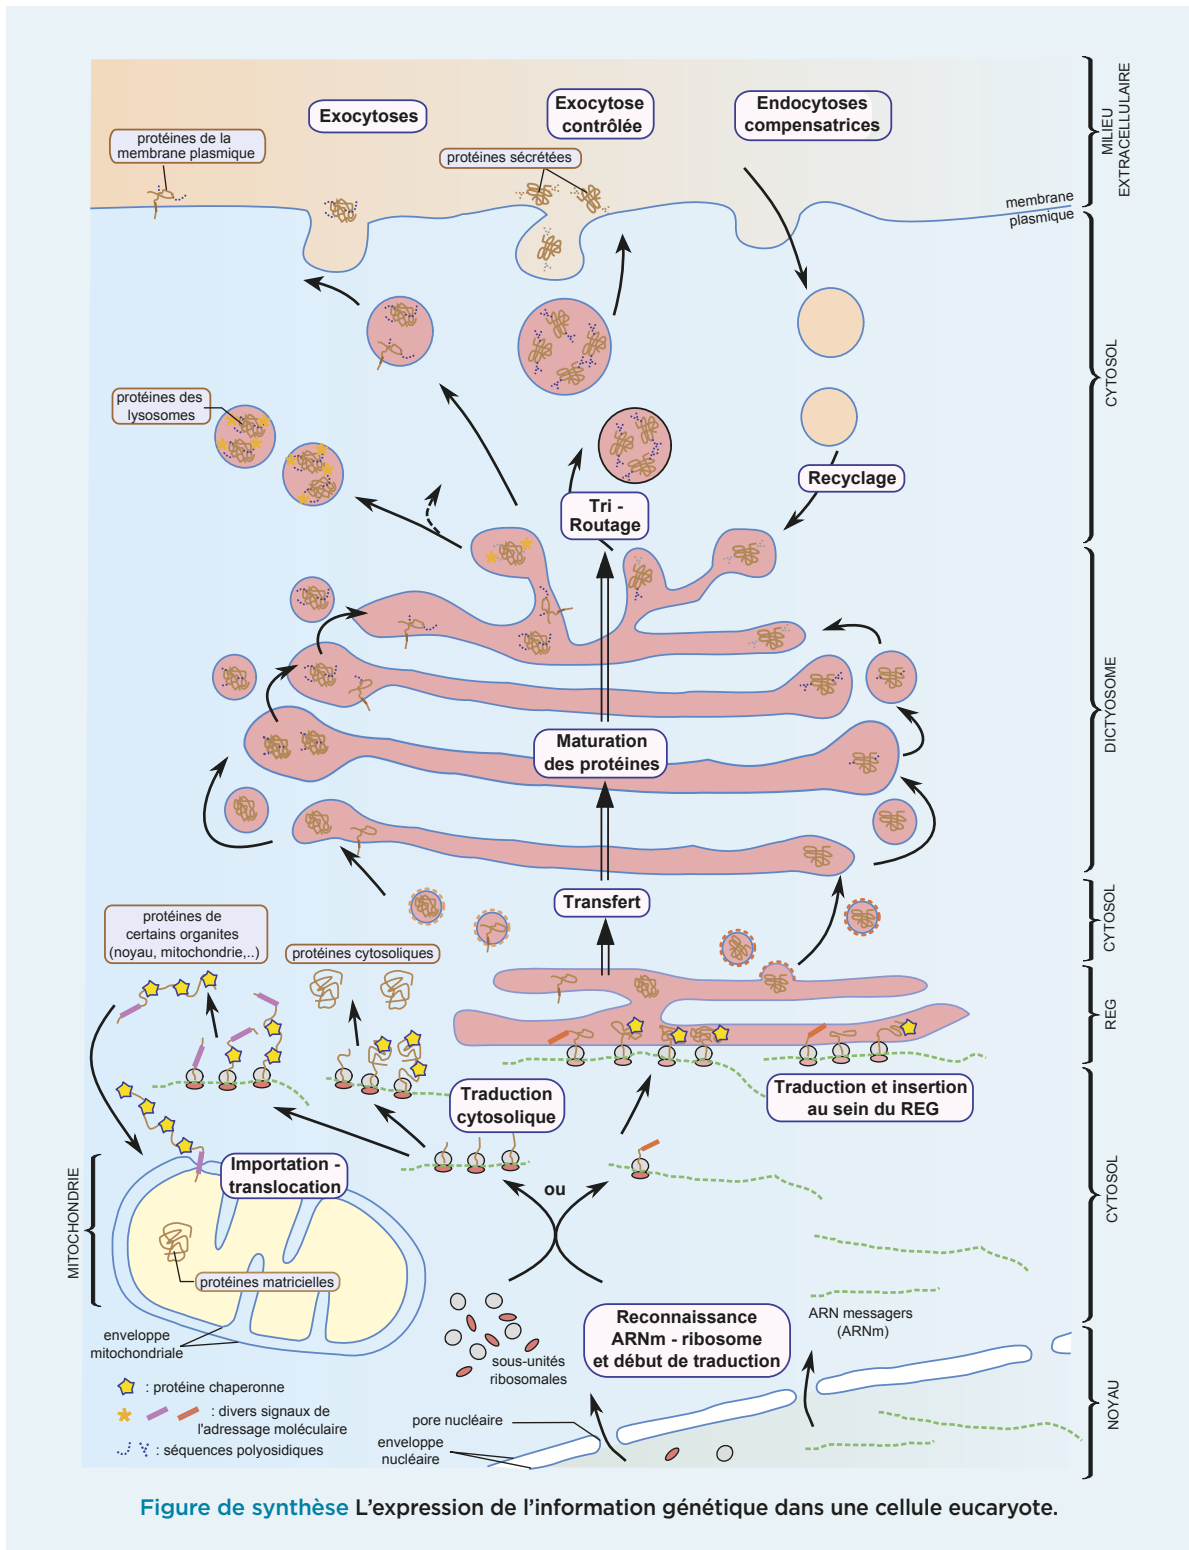 MILIEU
EXTRACELLULAIRE
Exocytoses
Exocytose
contrôlée
Endocytoses
compensatrices
protéines de la
membrane plasmique
protéines sécrétées
membrane
plasmique
CYTOSOL
protéines des
lysosomes
Recyclage
Tri -
Routage
DICTYOSOME
Maturation
des protéines
Transfert
CYTOSOL
protéines de
certains organites
(noyau, mitochondrie,..)
protéines cytosoliques
REG
Traduction
cytosolique
Traduction et insertion
au sein du REG
CYTOSOL
MITOCHONDRIE
Importation -
translocation
ou
protéines matricielles
enveloppe
mitochondriale
Reconnaissance
ARNm - ribosome
et début de traduction
ARN messagers
(ARNm)
sous-unités
ribosomales
: protéine chaperonne
: divers signaux de
l'adressage moléculaire
: séquences polyosidiques
pore nucléaire
enveloppe
nucléaire
NOYAU
Figure de synthèse L'expression de l'information génétique dans une cellule eucaryote.